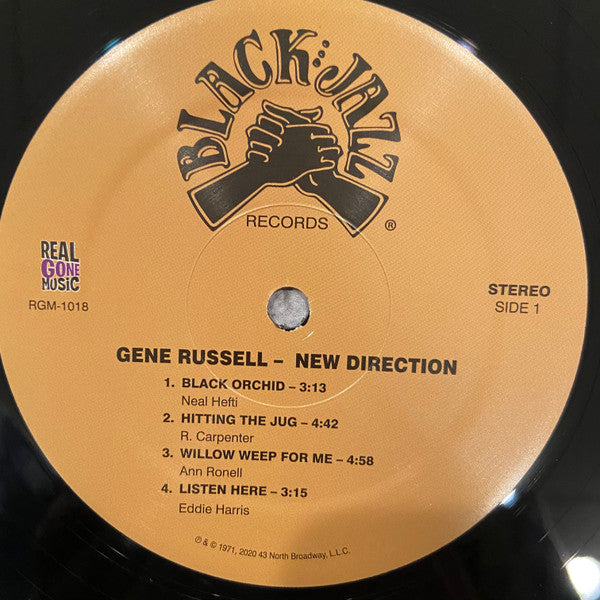 BLACK JAZZ
RECORDS ®
REAL
GONE
MUSIC
RGM-1018
STEREO
SIDE 1
GENE RUSSELL – NEW DIRECTION
1. BLACK ORCHID – 3:13
Neal Hefti
2. HITTING THE JUG – 4:42
R. Carpenter
3. WILLOW WEEP FOR ME – 4:58
Ann Ronell
4. LISTEN HERE – 3:15
Eddie Harris
℗ & © 1971, 2020 43 North Broadway, L.L.C.